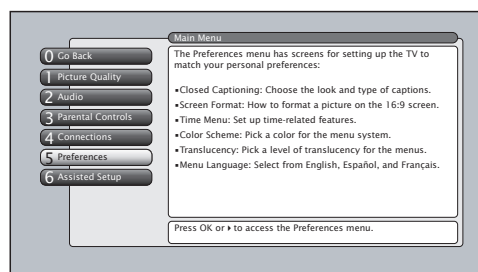 Main Menu
0 Go Back
1 Picture Quality
2 Audio
3 Parental Controls
4 Connections
5 Preferences
6 Assisted Setup
The Preferences menu has screens for setting up the TV to
match your personal preferences:
▪Closed Captioning: Choose the look and type of captions.
▪Screen Format: How to format a picture on the 16:9 screen.
▪Time Menu: Set up time-related features.
▪Color Scheme: Pick a color for the menu system.
▪Translucency: Pick a level of translucency for the menus.
▪Menu Language: Select from English, Español, and Français.
Press OK or ▸ to access the Preferences menu.